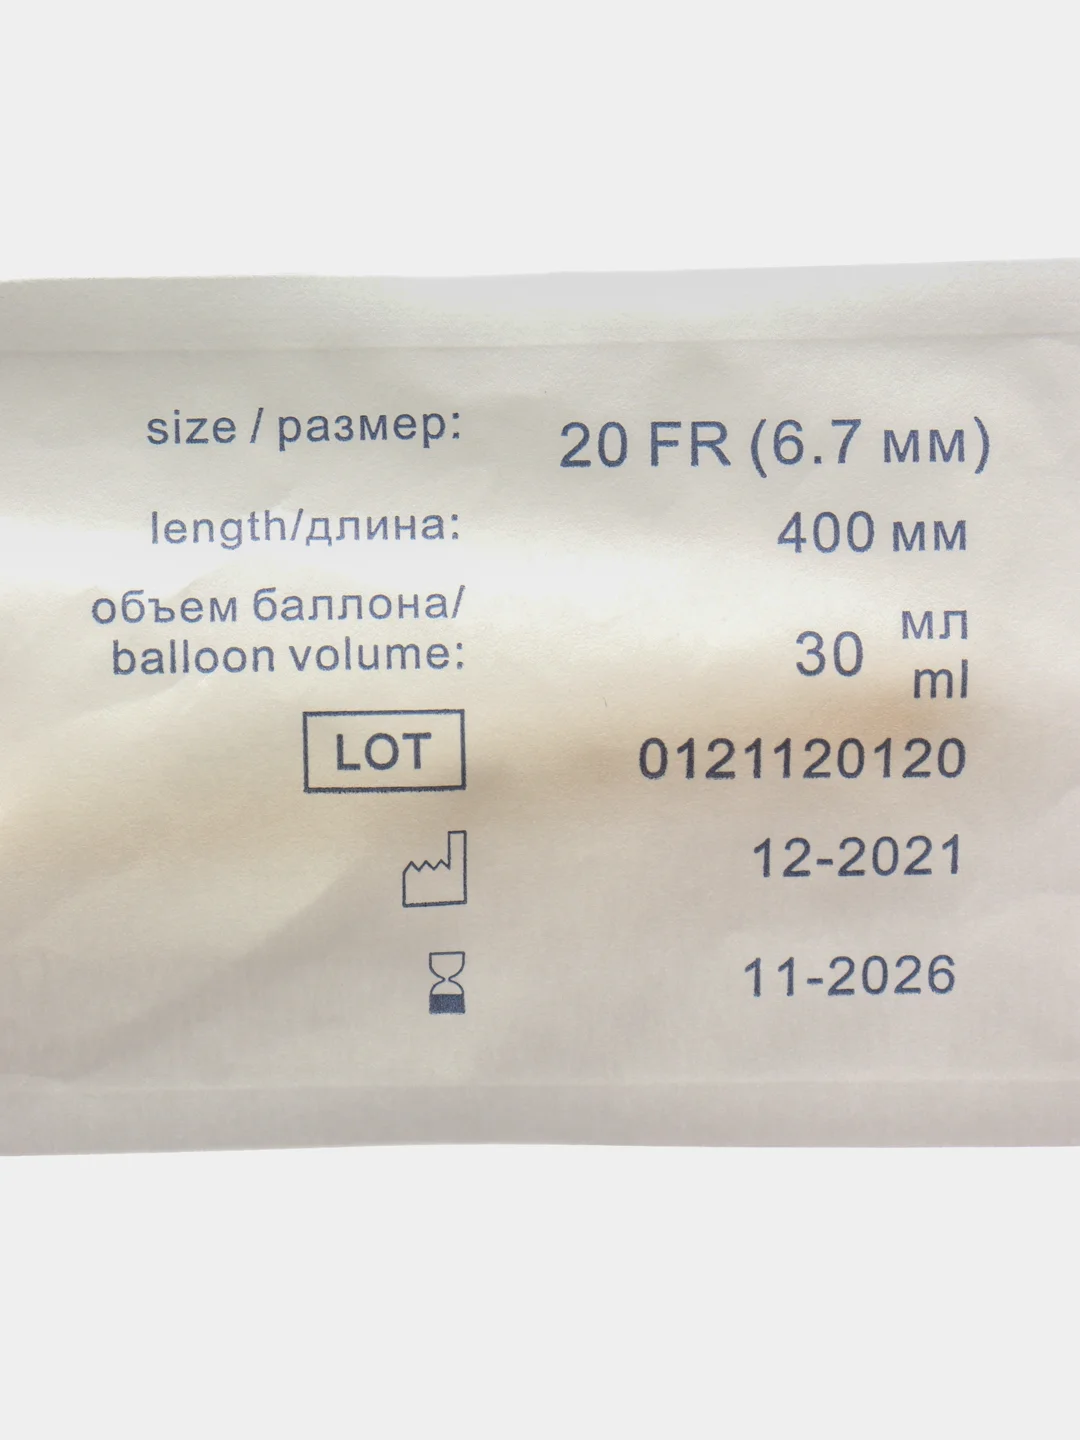 size / размер: 20 FR (6.7 мм)
length/длина: 400 мм
объем баллона/ мл
balloon volume: 30 ml
LOT 0121120120
12-2021
11-2026